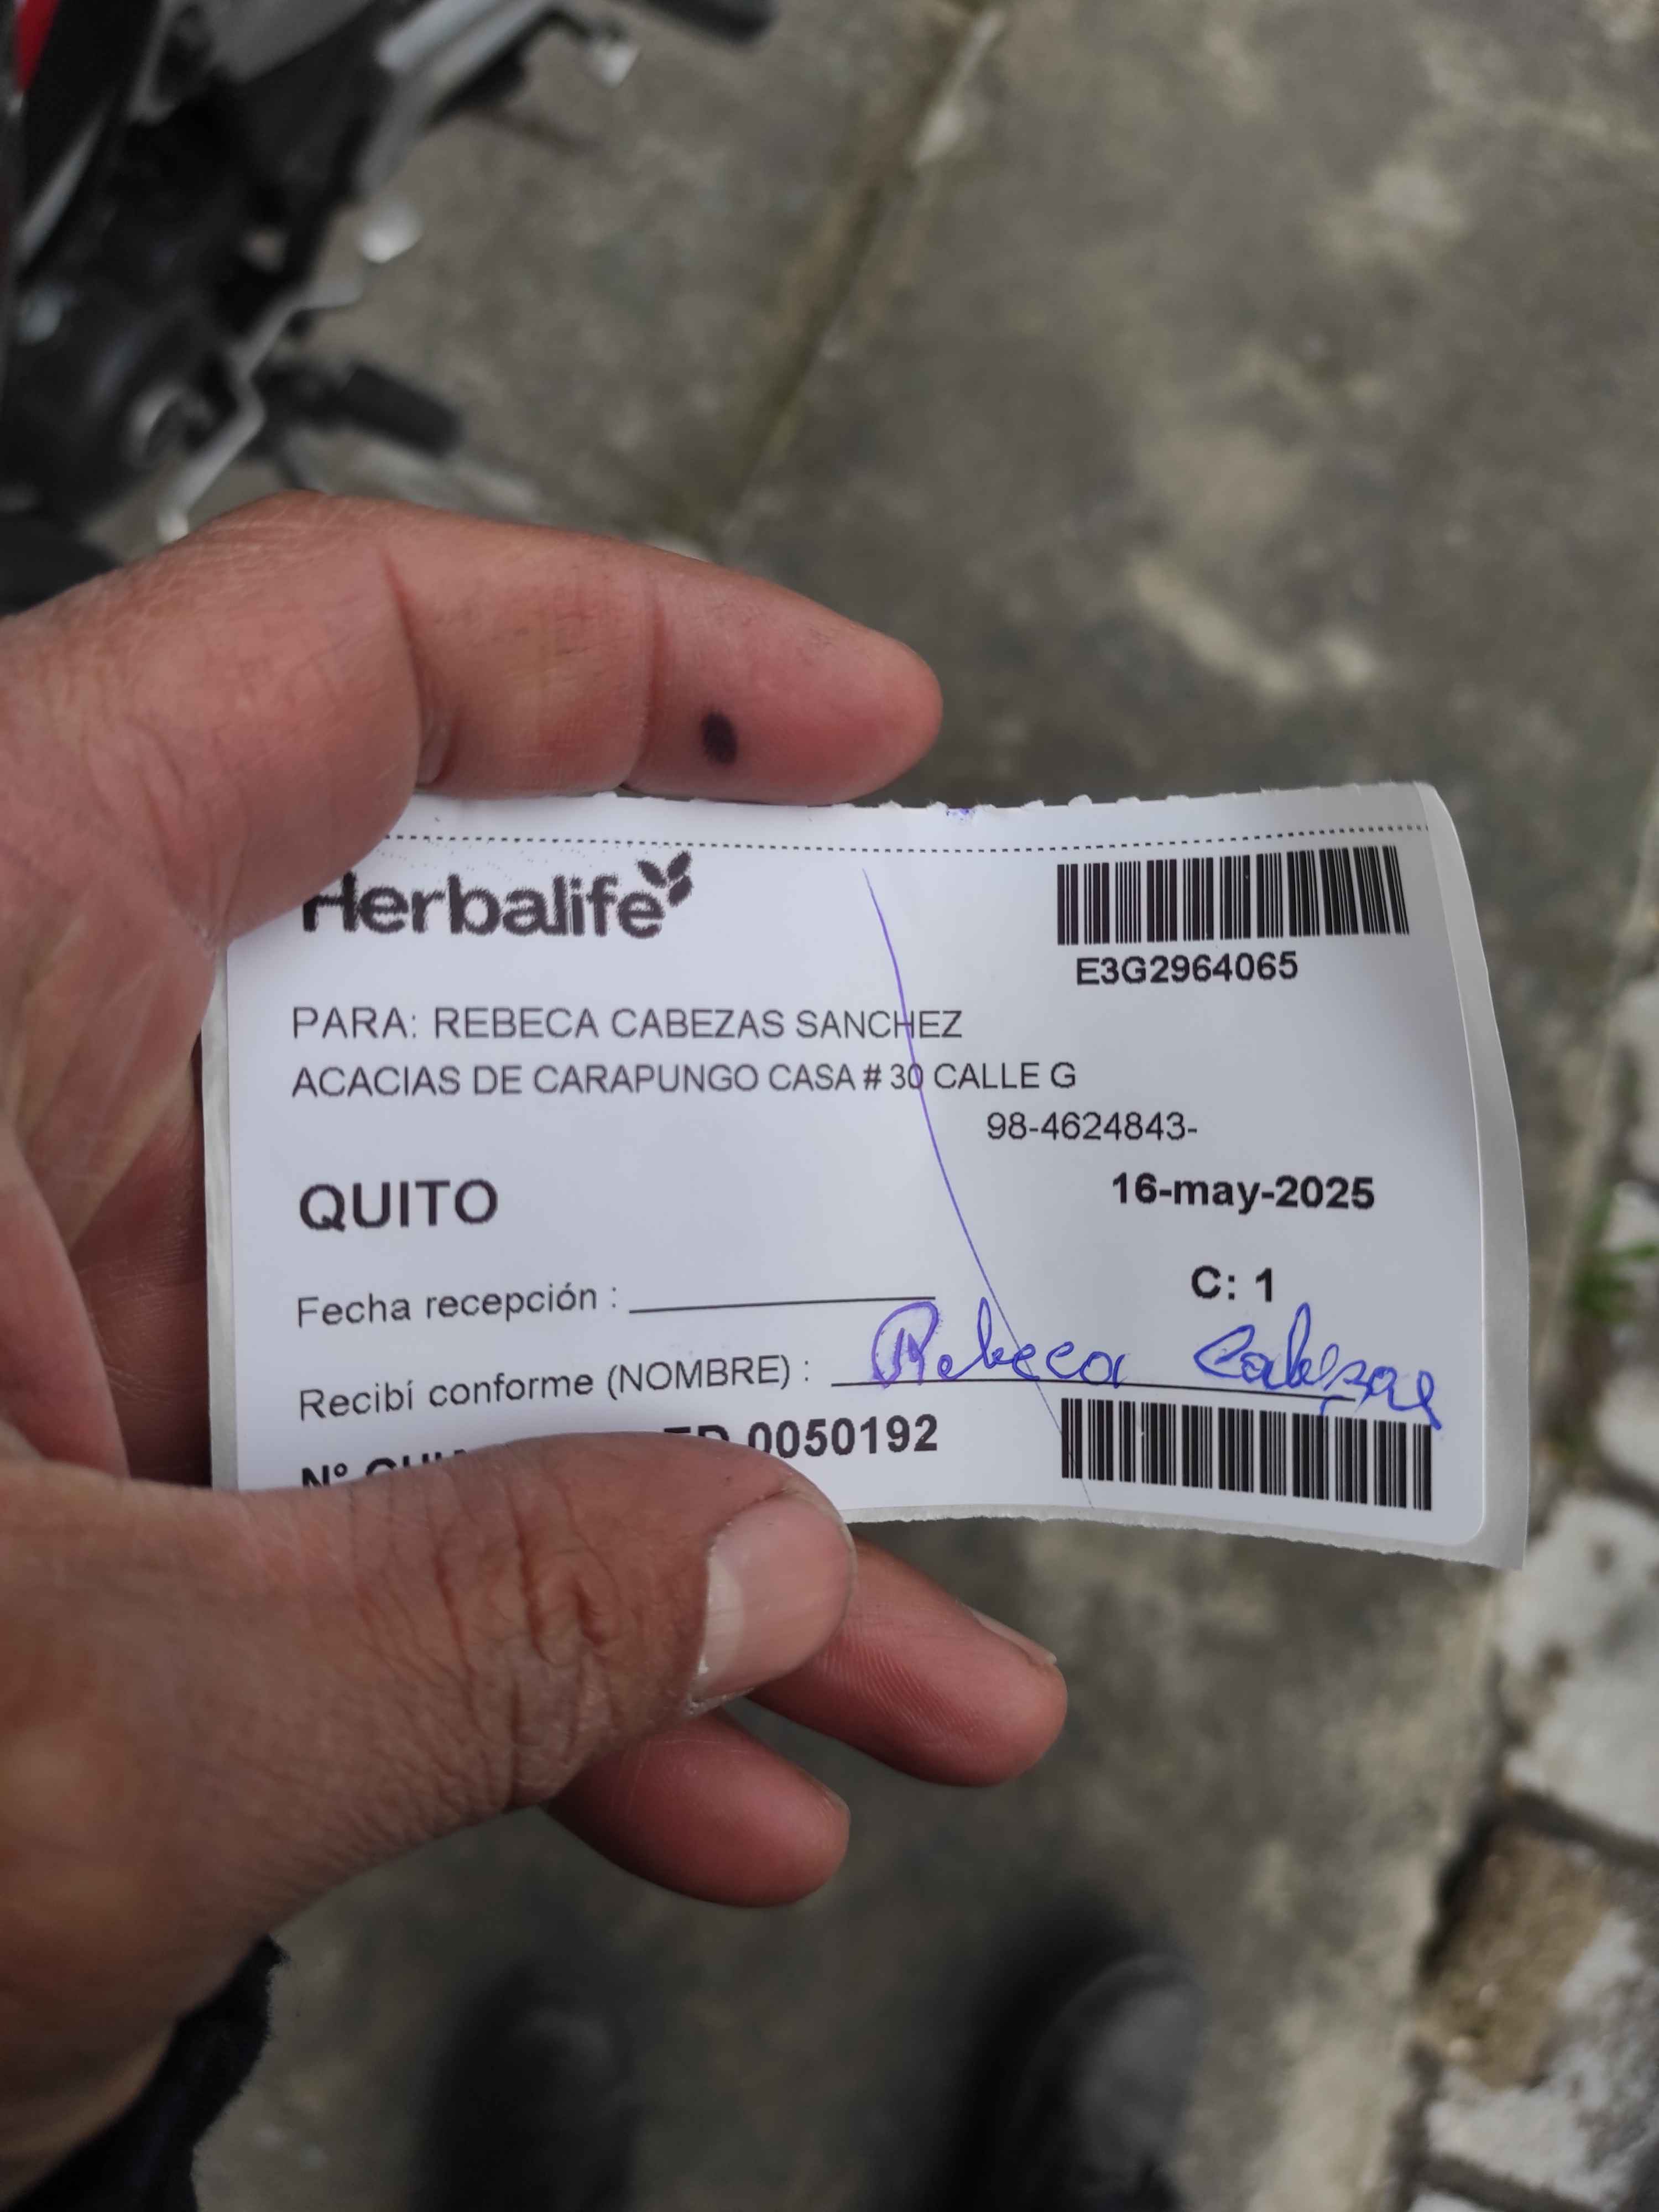 Herbalife
E3G2964065
PARA: REBECA CABEZAS SANCHEZ
ACACIAS DE CARAPUNGO CASA # 30 CALLE G
98-4624843-
QUITO
16-may-2025
C: 1
Fecha recepción :
Recibí conforme (NOMBRE) : Rebeca Cabezas
Nº 0050192